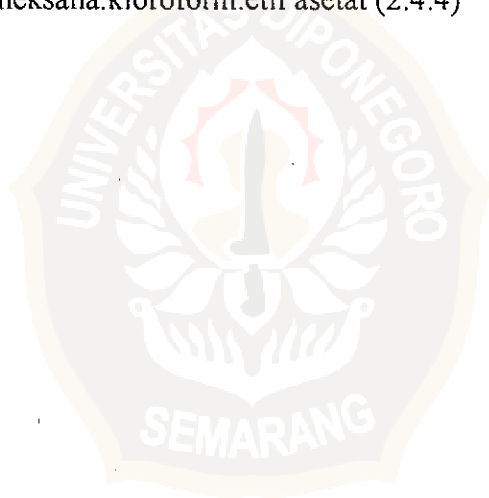 heksana:kloroform:etil asetat (2:4:4)
UNIVERSITAS DIPONEGORO
SEMARANG